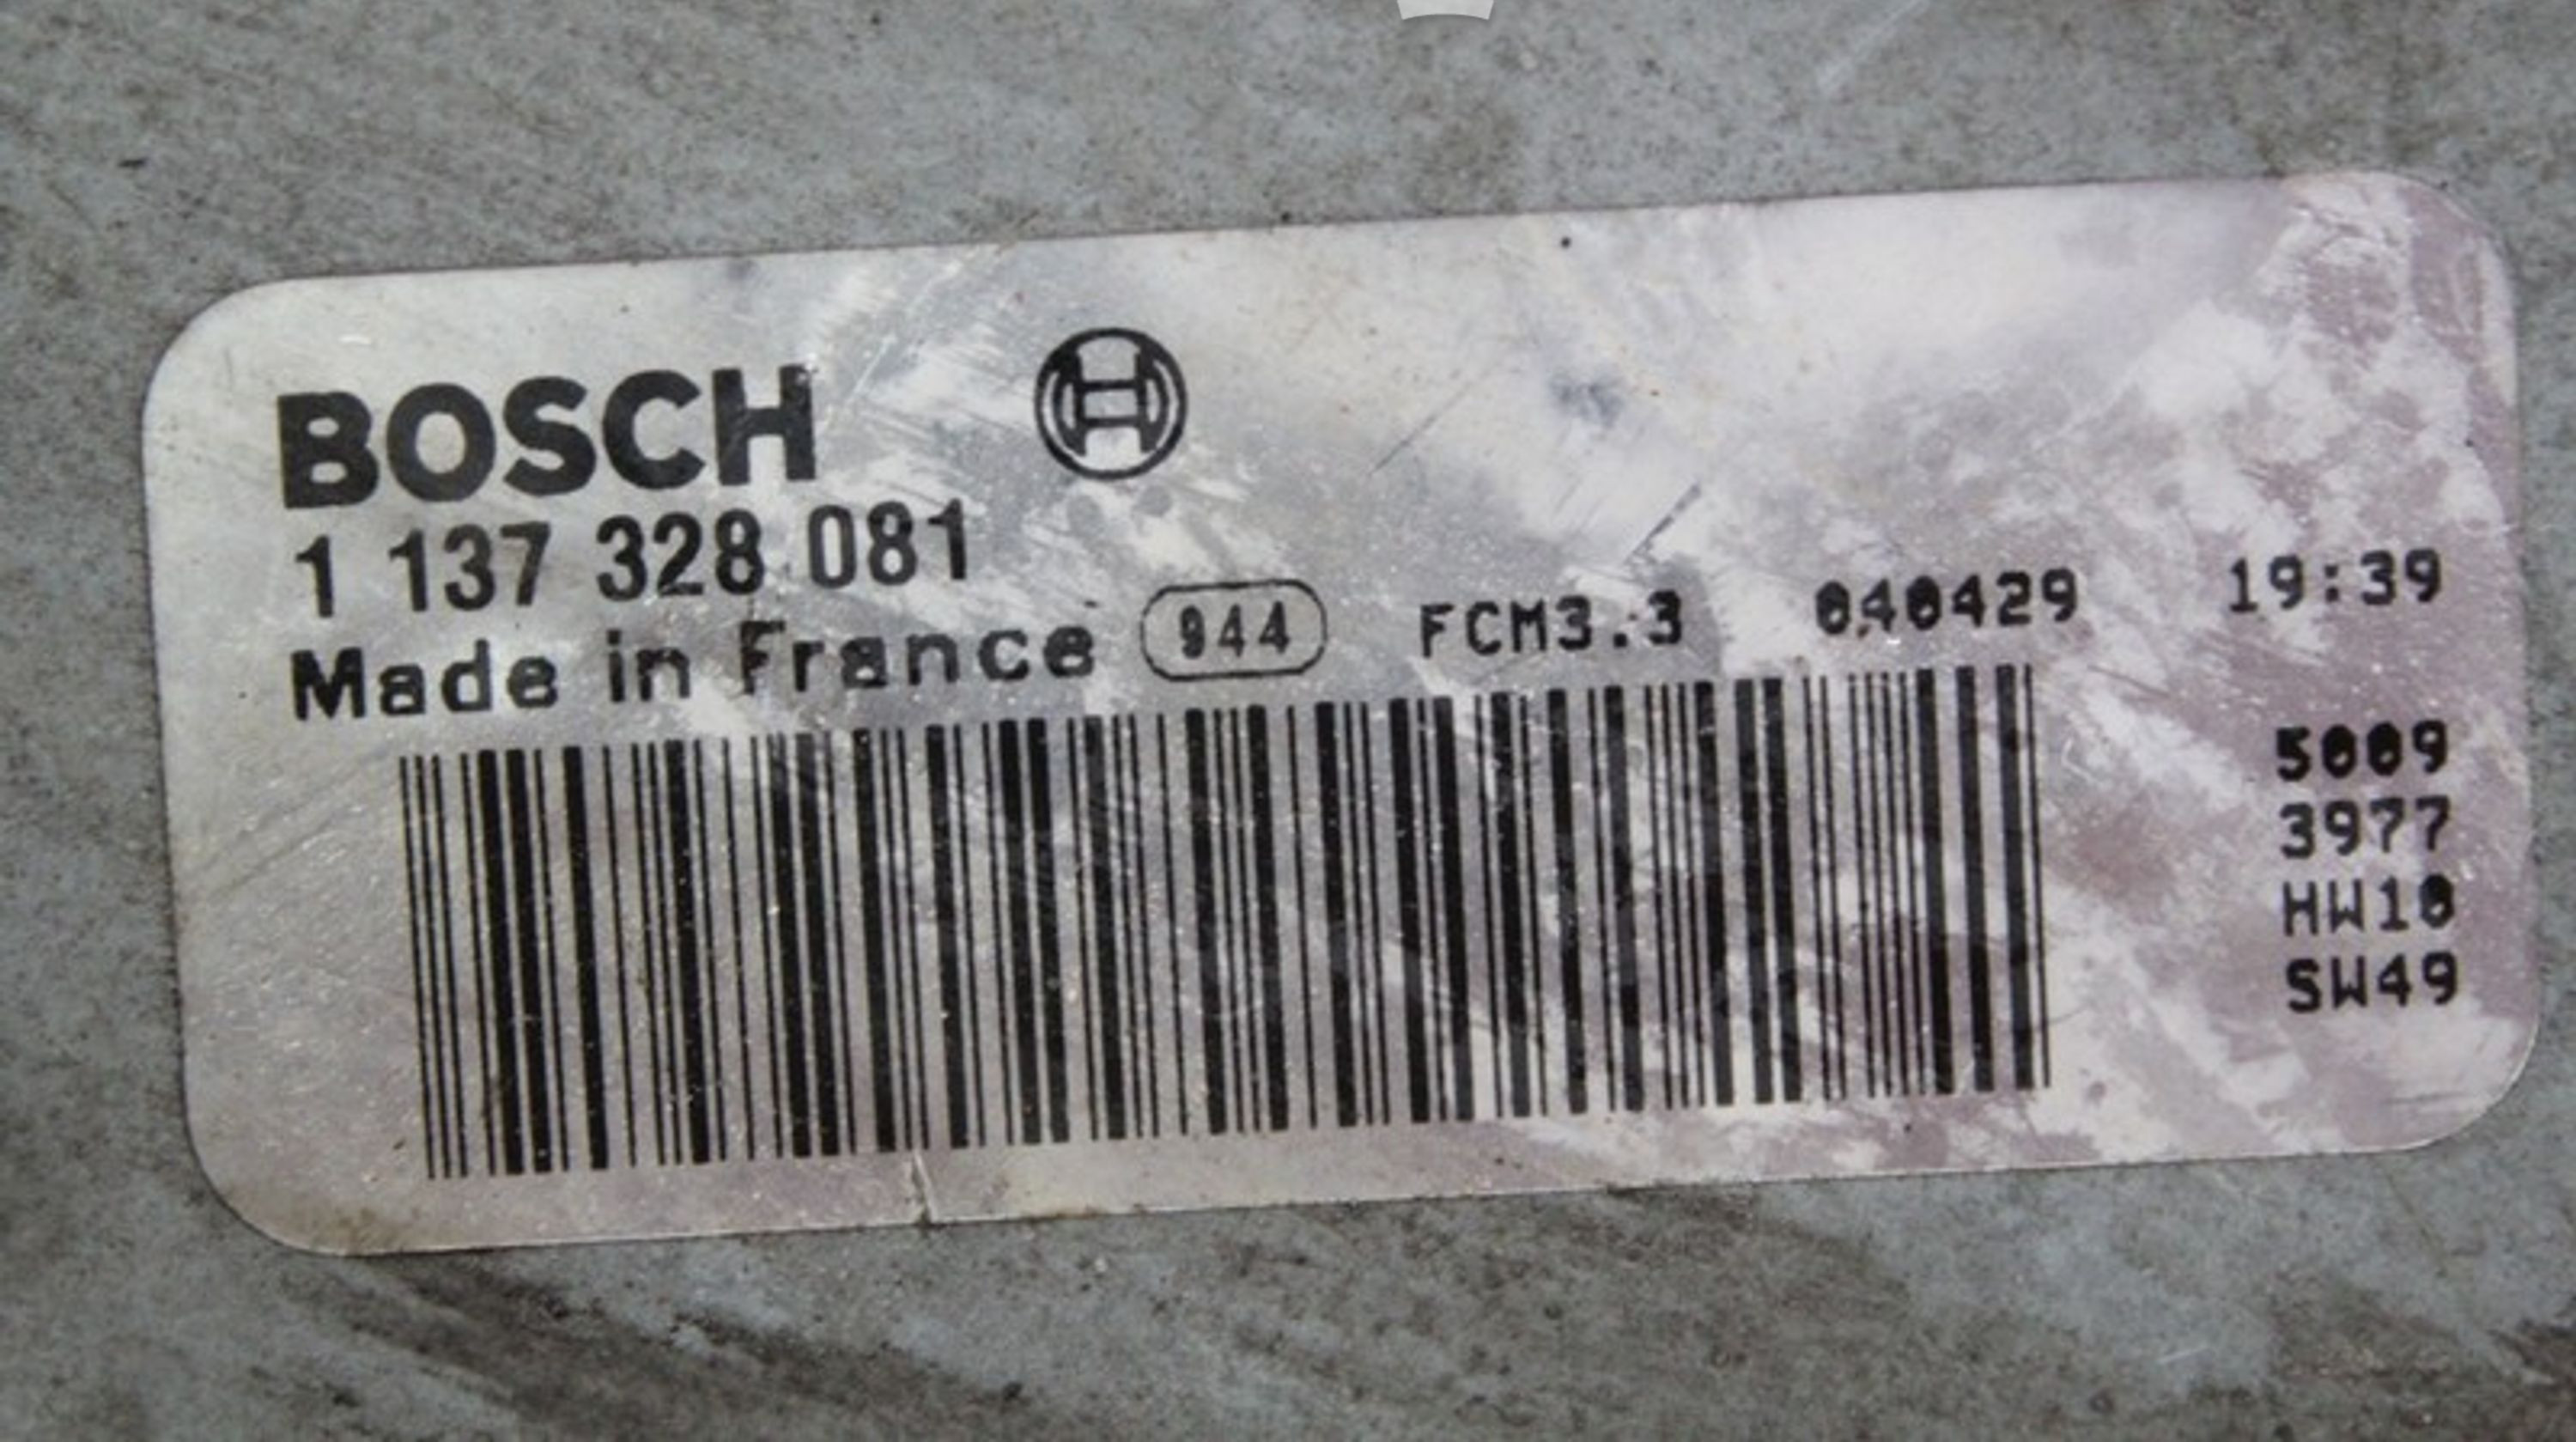 BOSCH
1 137 328 081
Made in France 944 FCM3.3 040429 19:39
5009
3977
HW10
SW49